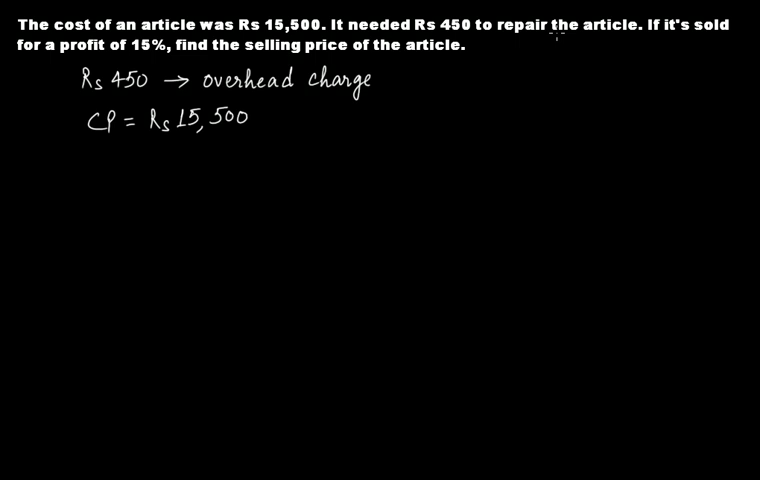 The cost of an article was Rs 15,500. It needed Rs 450 to repair the article. If it's sold
for a profit of 15%, find the selling price of the article.
Rs 450 → overhead charge
CP = Rs 15,500